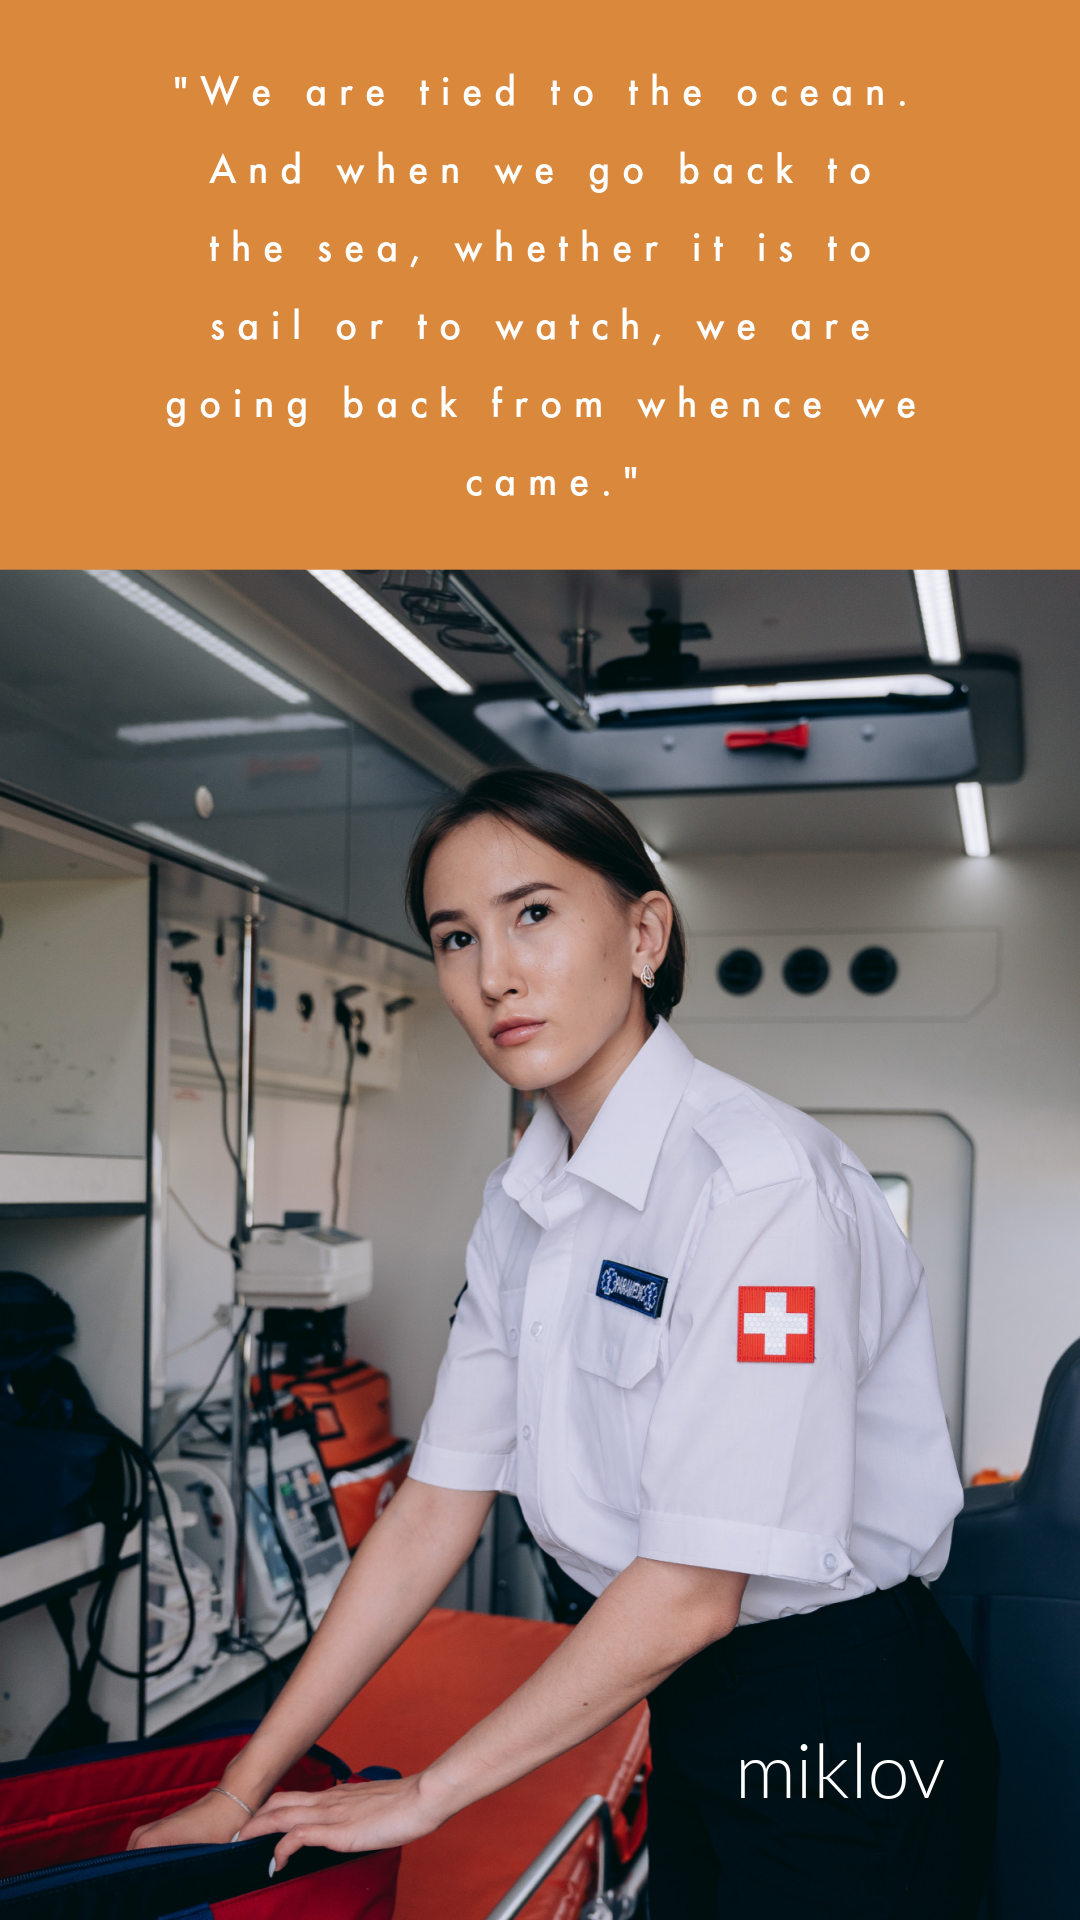 "We are tied to the ocean.
And when we go back to
the sea, whether it is to
sail or to watch, we are
going back from whence we
came."
PARAMEDIC
miklov